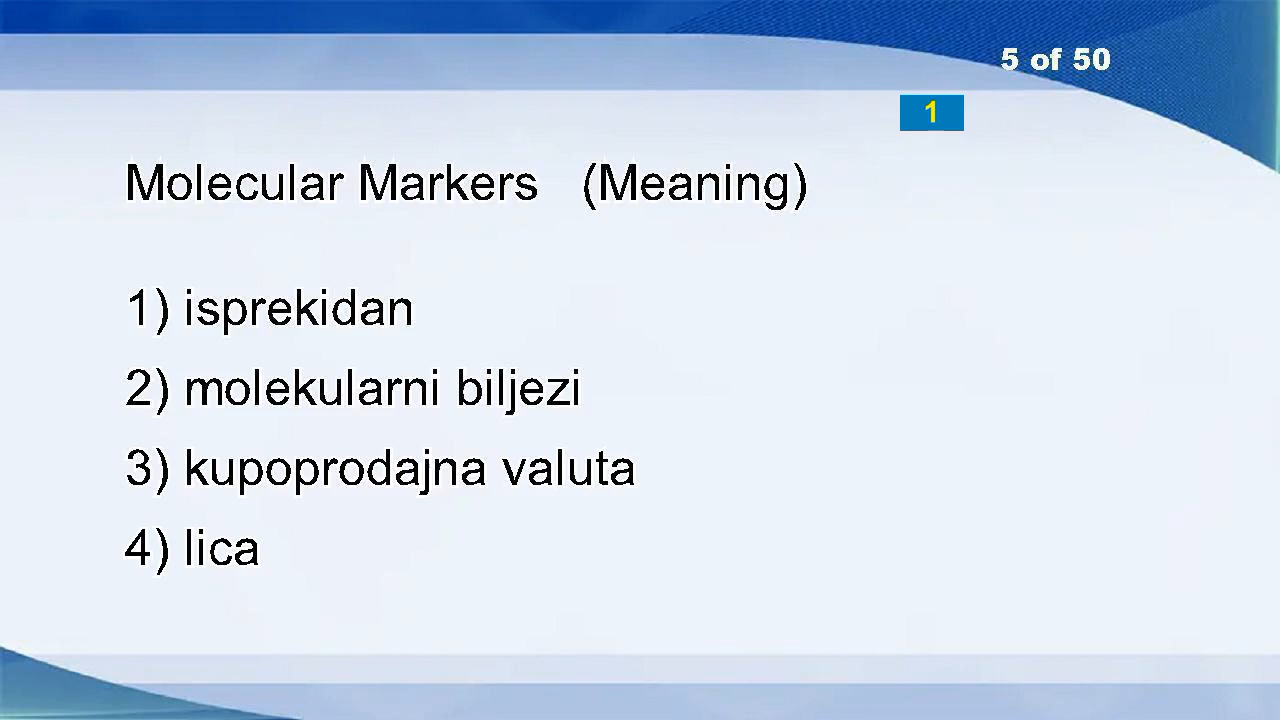 5 of 50
1
Molecular Markers (Meaning)
1) isprekidan
2) molekularni biljezi
3) kupoprodajna valuta
4) lica